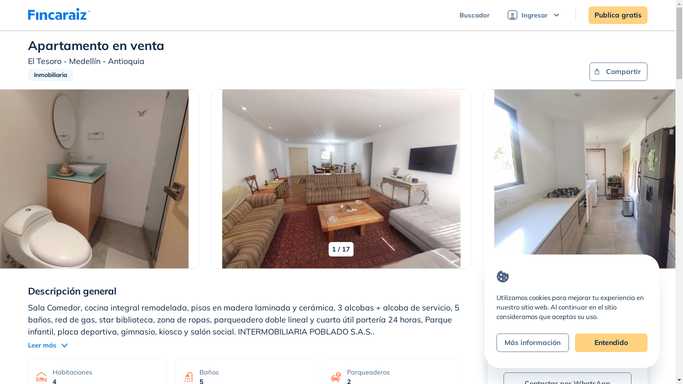 Fincaraiz
Buscador
Ingresar
Publica gratis
Apartamento en venta
El Tesoro - Medellín - Antioquia
Inmobiliaria
Compartir
1 / 17
Descripción general
Sala Comedor, cocina integral remodelada, pisos en madera laminada y cerámica. 3 alcobas + alcoba de servicio, 5
baños, red de gas, star biblioteca, zona de ropas, parqueadero doble lineal y cuarto útil portería 24 horas, Parque
infantil, placa deportiva, gimnasio, kiosco y salón social. INTERMOBILIARIA POBLADO S.A.S..
Leer más
Habitaciones
4
Baños
5
Parqueaderos
2
Utilizamos cookies para mejorar tu experiencia en
nuestro sitio web. Al continuar en el sitio
consideramos que aceptas su uso.
Más información
Entendido
Contactar por WhatsApp